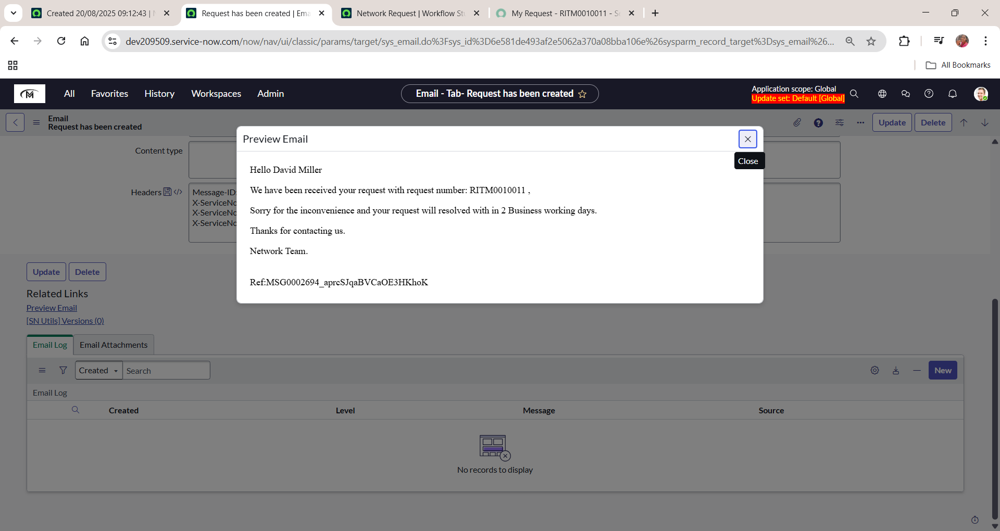 Created 20/08/2025 09:12:43 |
Request has been created | Ema
Network Request | Workflow Stu
My Request - RITM0010011 - Se
dev209509.service-now.com/now/nav/ui/classic/params/target/sys_email.do%3Fsys_id%3D6e581de493af2e5062a370a08bba106e%26sysparm_record_target%3Dsys_email%26...
All Bookmarks
M
All
Favorites
History
Workspaces
Admin
Email - Tab- Request has been created
Application scope: Global
Update set: Default [Global]
Email
Request has been created
Update
Delete
Preview Email
Close
Content type
Headers
Message-ID:
X-ServiceNo
X-ServiceNo
X-ServiceNo
Hello David Miller
We have been received your request with request number: RITM0010011 ,
Sorry for the inconvenience and your request will resolved with in 2 Business working days.
Thanks for contacting us.
Network Team.
Ref:MSG0002694_aprcSJqaBVCaOE3HKhoK
Update
Delete
Related Links
Preview Email
[SN Utils] Versions (0)
Email Log
Email Attachments
Created
Search
New
Email Log
Created
Level
Message
Source
No records to display